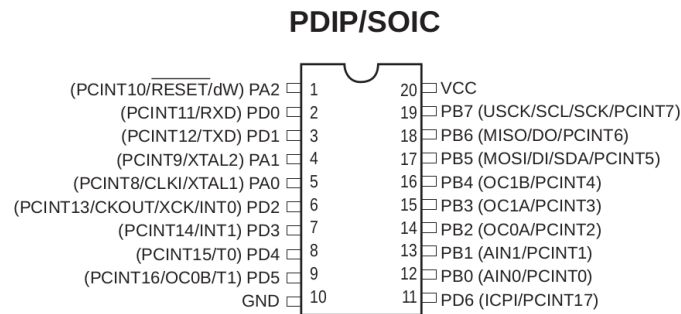 PDIP/SOIC
(PCINT10/RESET/dW) PA2 1 20 VCC
(PCINT11/RXD) PD0 2 19 PB7 (USCK/SCL/SCK/PCINT7)
(PCINT12/TXD) PD1 3 18 PB6 (MISO/DO/PCINT6)
(PCINT9/XTAL2) PA1 4 17 PB5 (MOSI/DI/SDA/PCINT5)
(PCINT8/CLKI/XTAL1) PA0 5 16 PB4 (OC1B/PCINT4)
(PCINT13/CKOUT/XCK/INT0) PD2 6 15 PB3 (OC1A/PCINT3)
(PCINT14/INT1) PD3 7 14 PB2 (OC0A/PCINT2)
(PCINT15/T0) PD4 8 13 PB1 (AIN1/PCINT1)
(PCINT16/OC0B/T1) PD5 9 12 PB0 (AIN0/PCINT0)
GND 10 11 PD6 (ICPI/PCINT17)